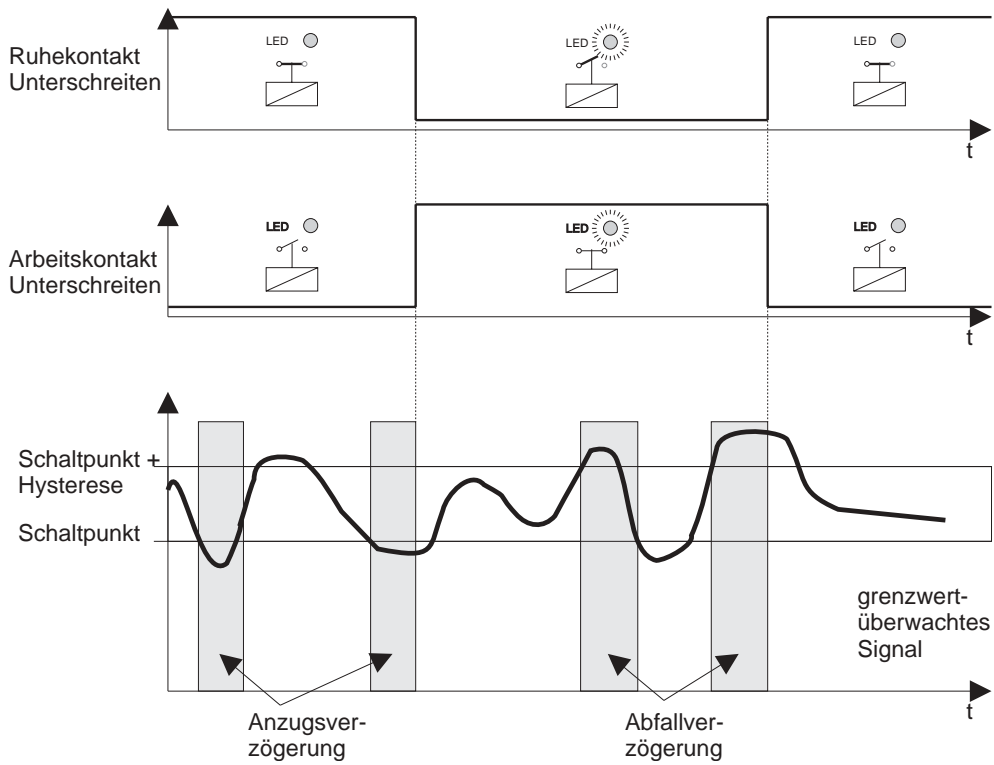 Ruhekontakt
Unterschreiten
LED
LED
LED
t
Arbeitskontakt
Unterschreiten
LED
LED
LED
t
Schaltpunkt +
Hysterese
Schaltpunkt
grenzwert-
überwachtes
Signal
t
Anzugsver-
zögerung
Abfallver-
zögerung